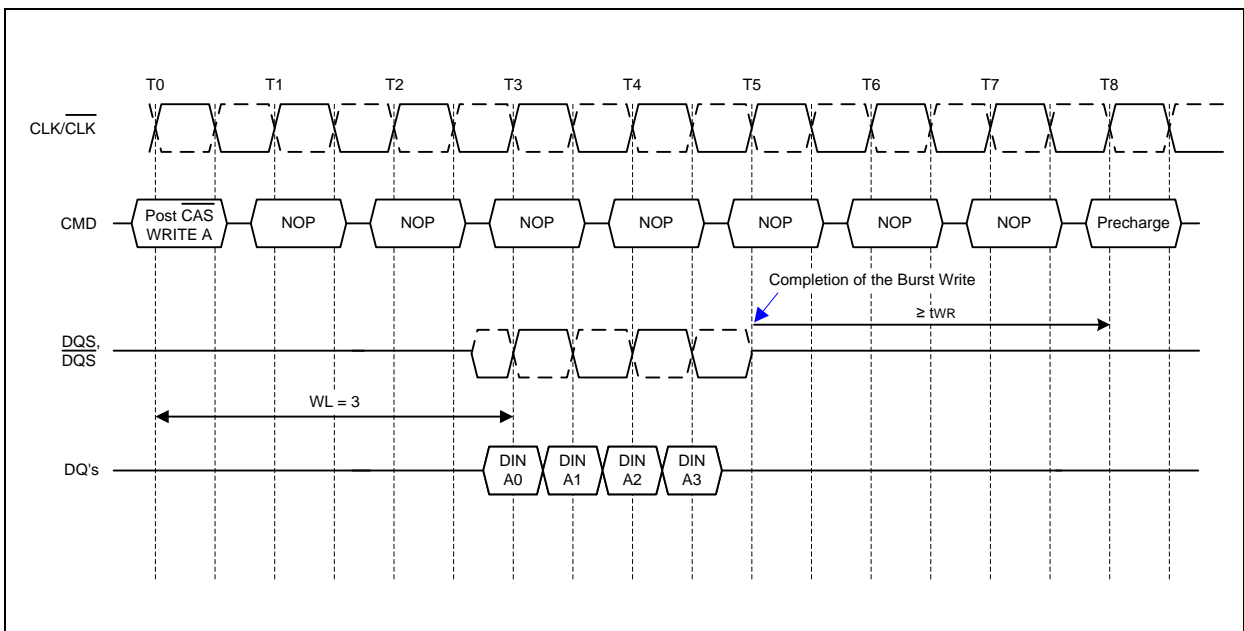 T0 T1 T2 T3 T4 T5 T6 T7 T8
CLK/CLK
CMD
Post CAS
WRITE A
NOP NOP NOP NOP NOP NOP NOP Precharge
Completion of the Burst Write
≥ tWR
DQS,
DQS
WL = 3
DQ's
DIN DIN DIN DIN
A0 A1 A2 A3